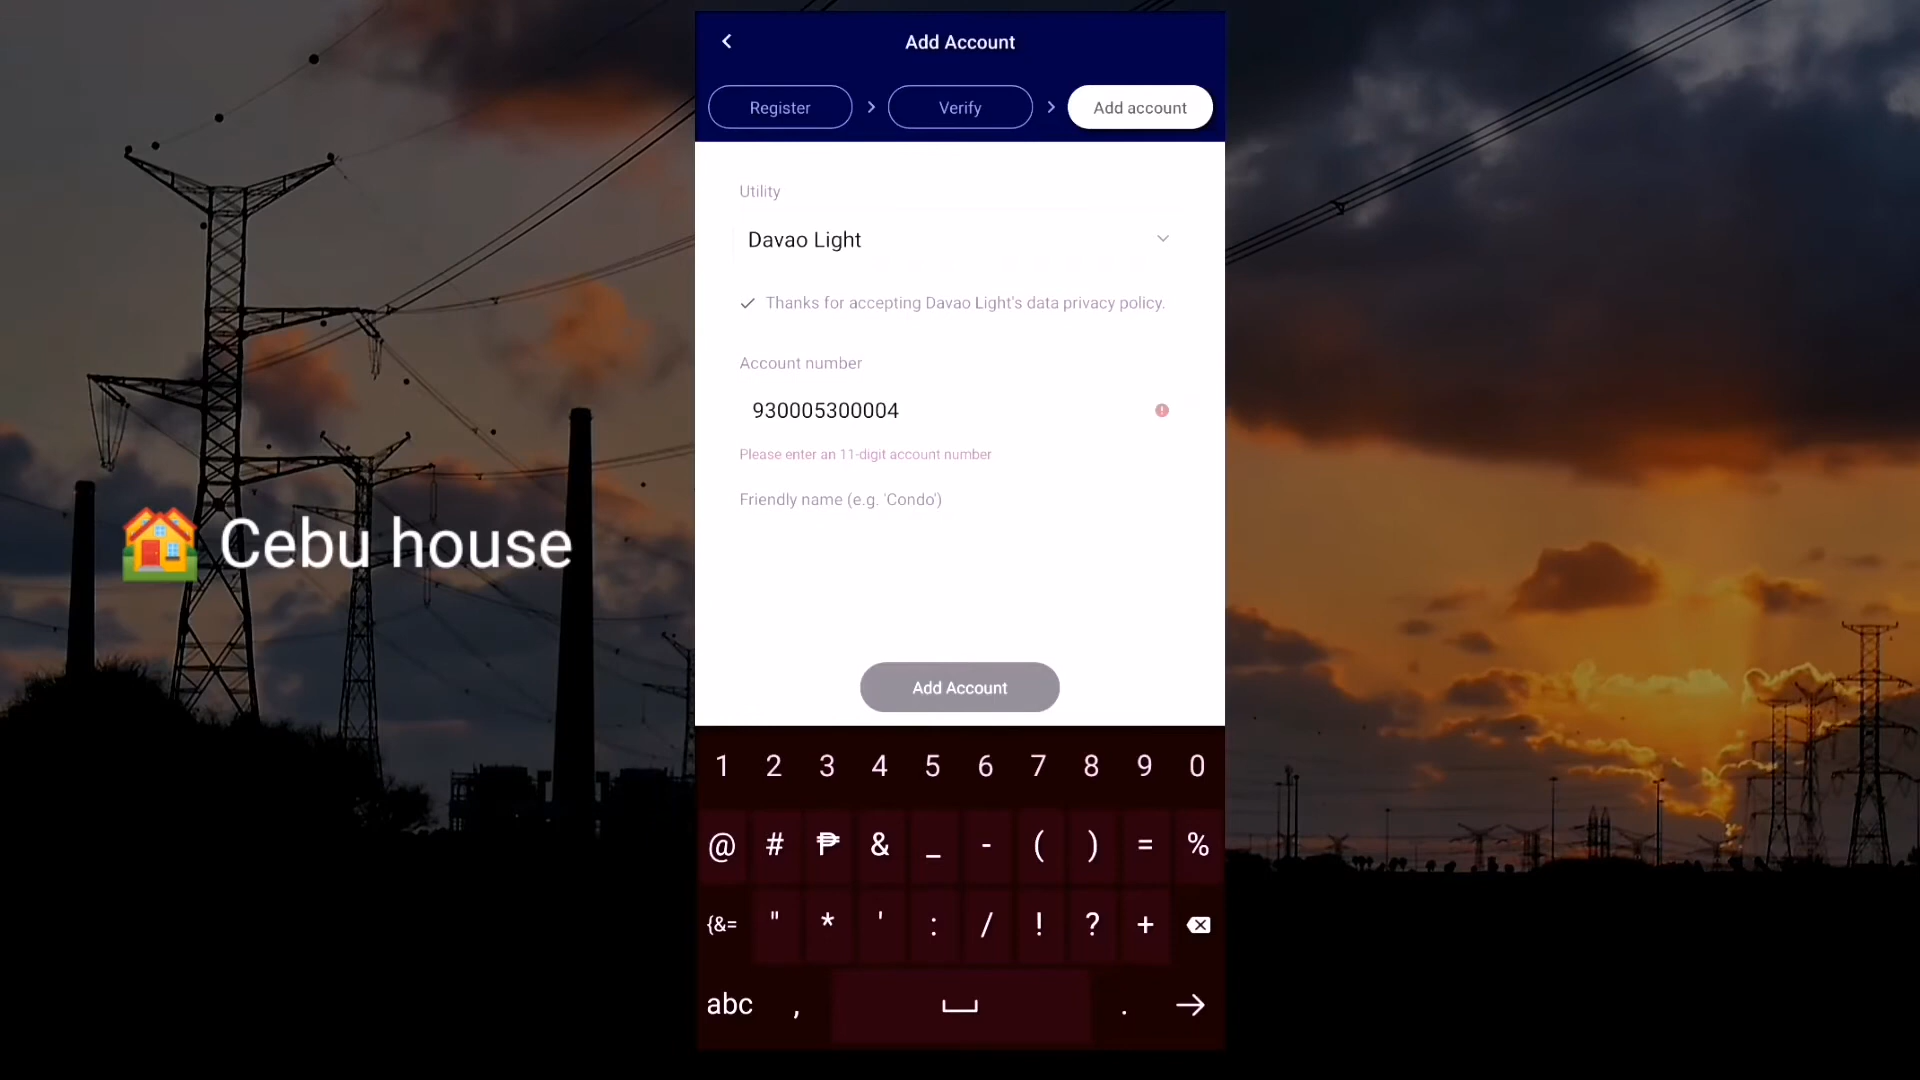 Add Account
Register
Verify
Add account
Utility
Davao Light
Thanks for accepting Davao Light's data privacy policy.
Account number
930005300004
Please enter an 11-digit account number
Friendly name (e.g. 'Condo')
🏠 Cebu house
Add Account
1 2 3 4 5 6 7 8 9 0
@ # ₱ & _ - ( ) = %
{&= " * ' : / ! ? +
abc , .